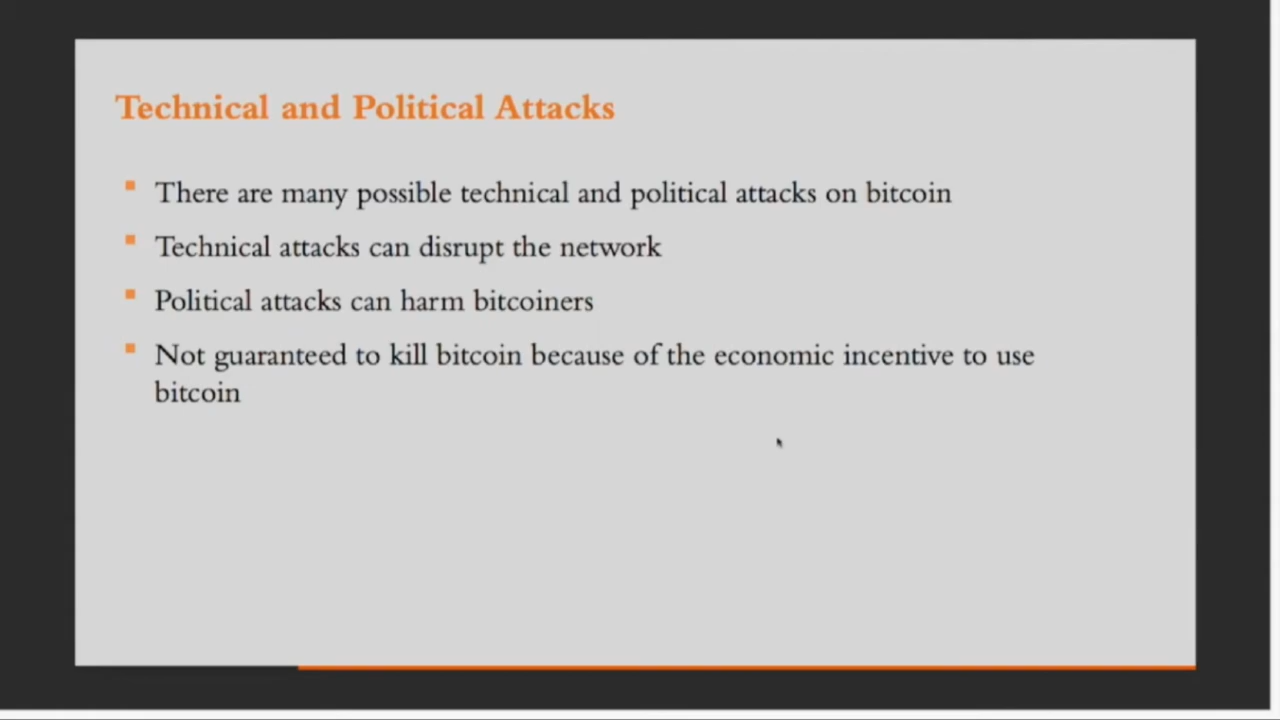 Technical and Political Attacks
There are many possible technical and political attacks on bitcoin
Technical attacks can disrupt the network
Political attacks can harm bitcoiners
Not guaranteed to kill bitcoin because of the economic incentive to use
bitcoin